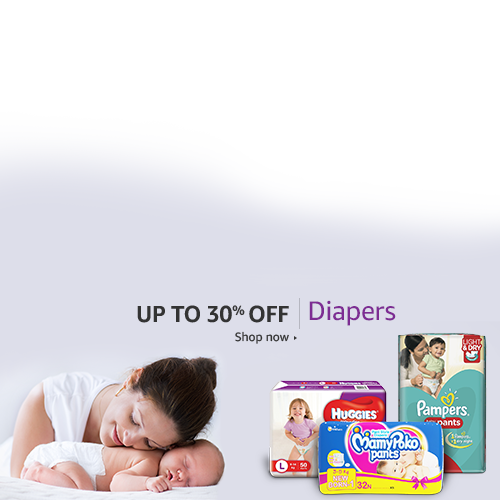 UP TO 30% OFF
Diapers
Shop now
LIGHT
& DRY
Pampers
pants
HUGGIES
L
50
MamyPoko
pants
32